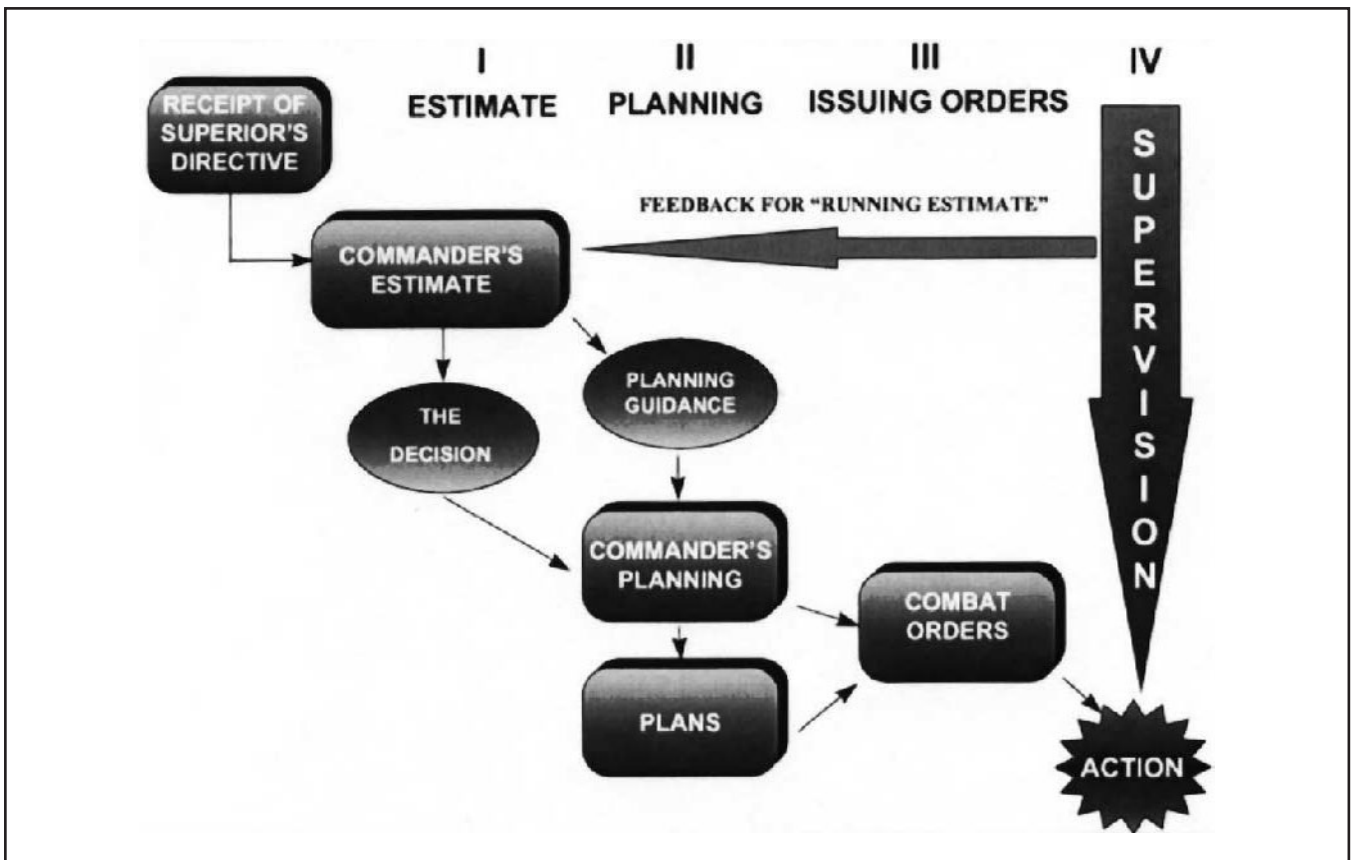 I
ESTIMATE
II
PLANNING
III
ISSUING ORDERS
IV
RECEIPT OF
SUPERIOR'S
DIRECTIVE
SUPERVISION
FEEDBACK FOR "RUNNING ESTIMATE"
COMMANDER'S
ESTIMATE
THE
DECISION
PLANNING
GUIDANCE
COMMANDER'S
PLANNING
COMBAT
ORDERS
PLANS
ACTION